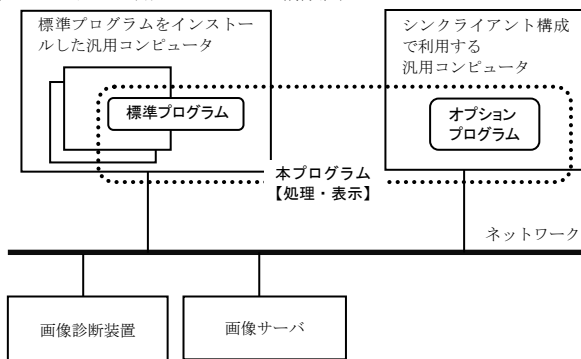 標準プログラムをインストー
ルした汎用コンピュータ
標準プログラム
シンクライアント構成
で利用する
汎用コンピュータ
オプション
プログラム
本プログラム
【処理・表示】
ネットワーク
画像診断装置
画像サーバ